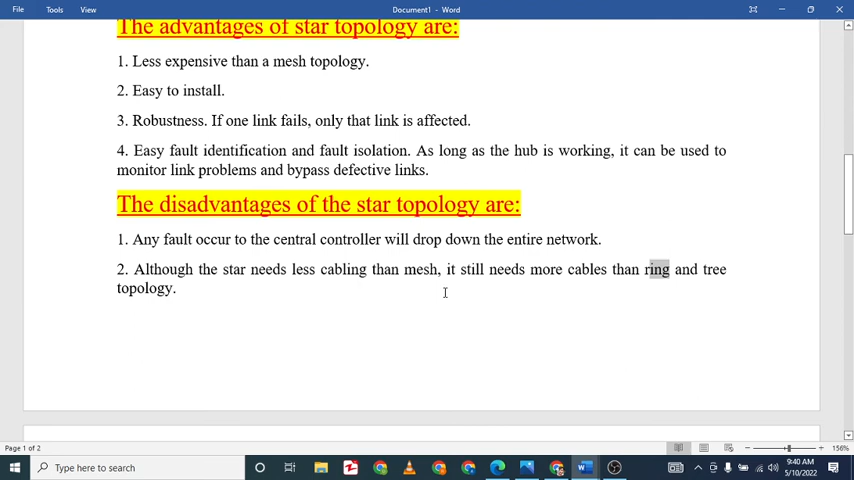 File Tools View Document1 - Word
The advantages of star topology are:
1. Less expensive than a mesh topology.
2. Easy to install.
3. Robustness. If one link fails, only that link is affected.
4. Easy fault identification and fault isolation. As long as the hub is working, it can be used to
monitor link problems and bypass defective links.
The disadvantages of the star topology are:
1. Any fault occur to the central controller will drop down the entire network.
2. Although the star needs less cabling than mesh, it still needs more cables than ring and tree
topology.
Page 1 of 2 156%
Type here to search
9:40 AM
5/10/2022